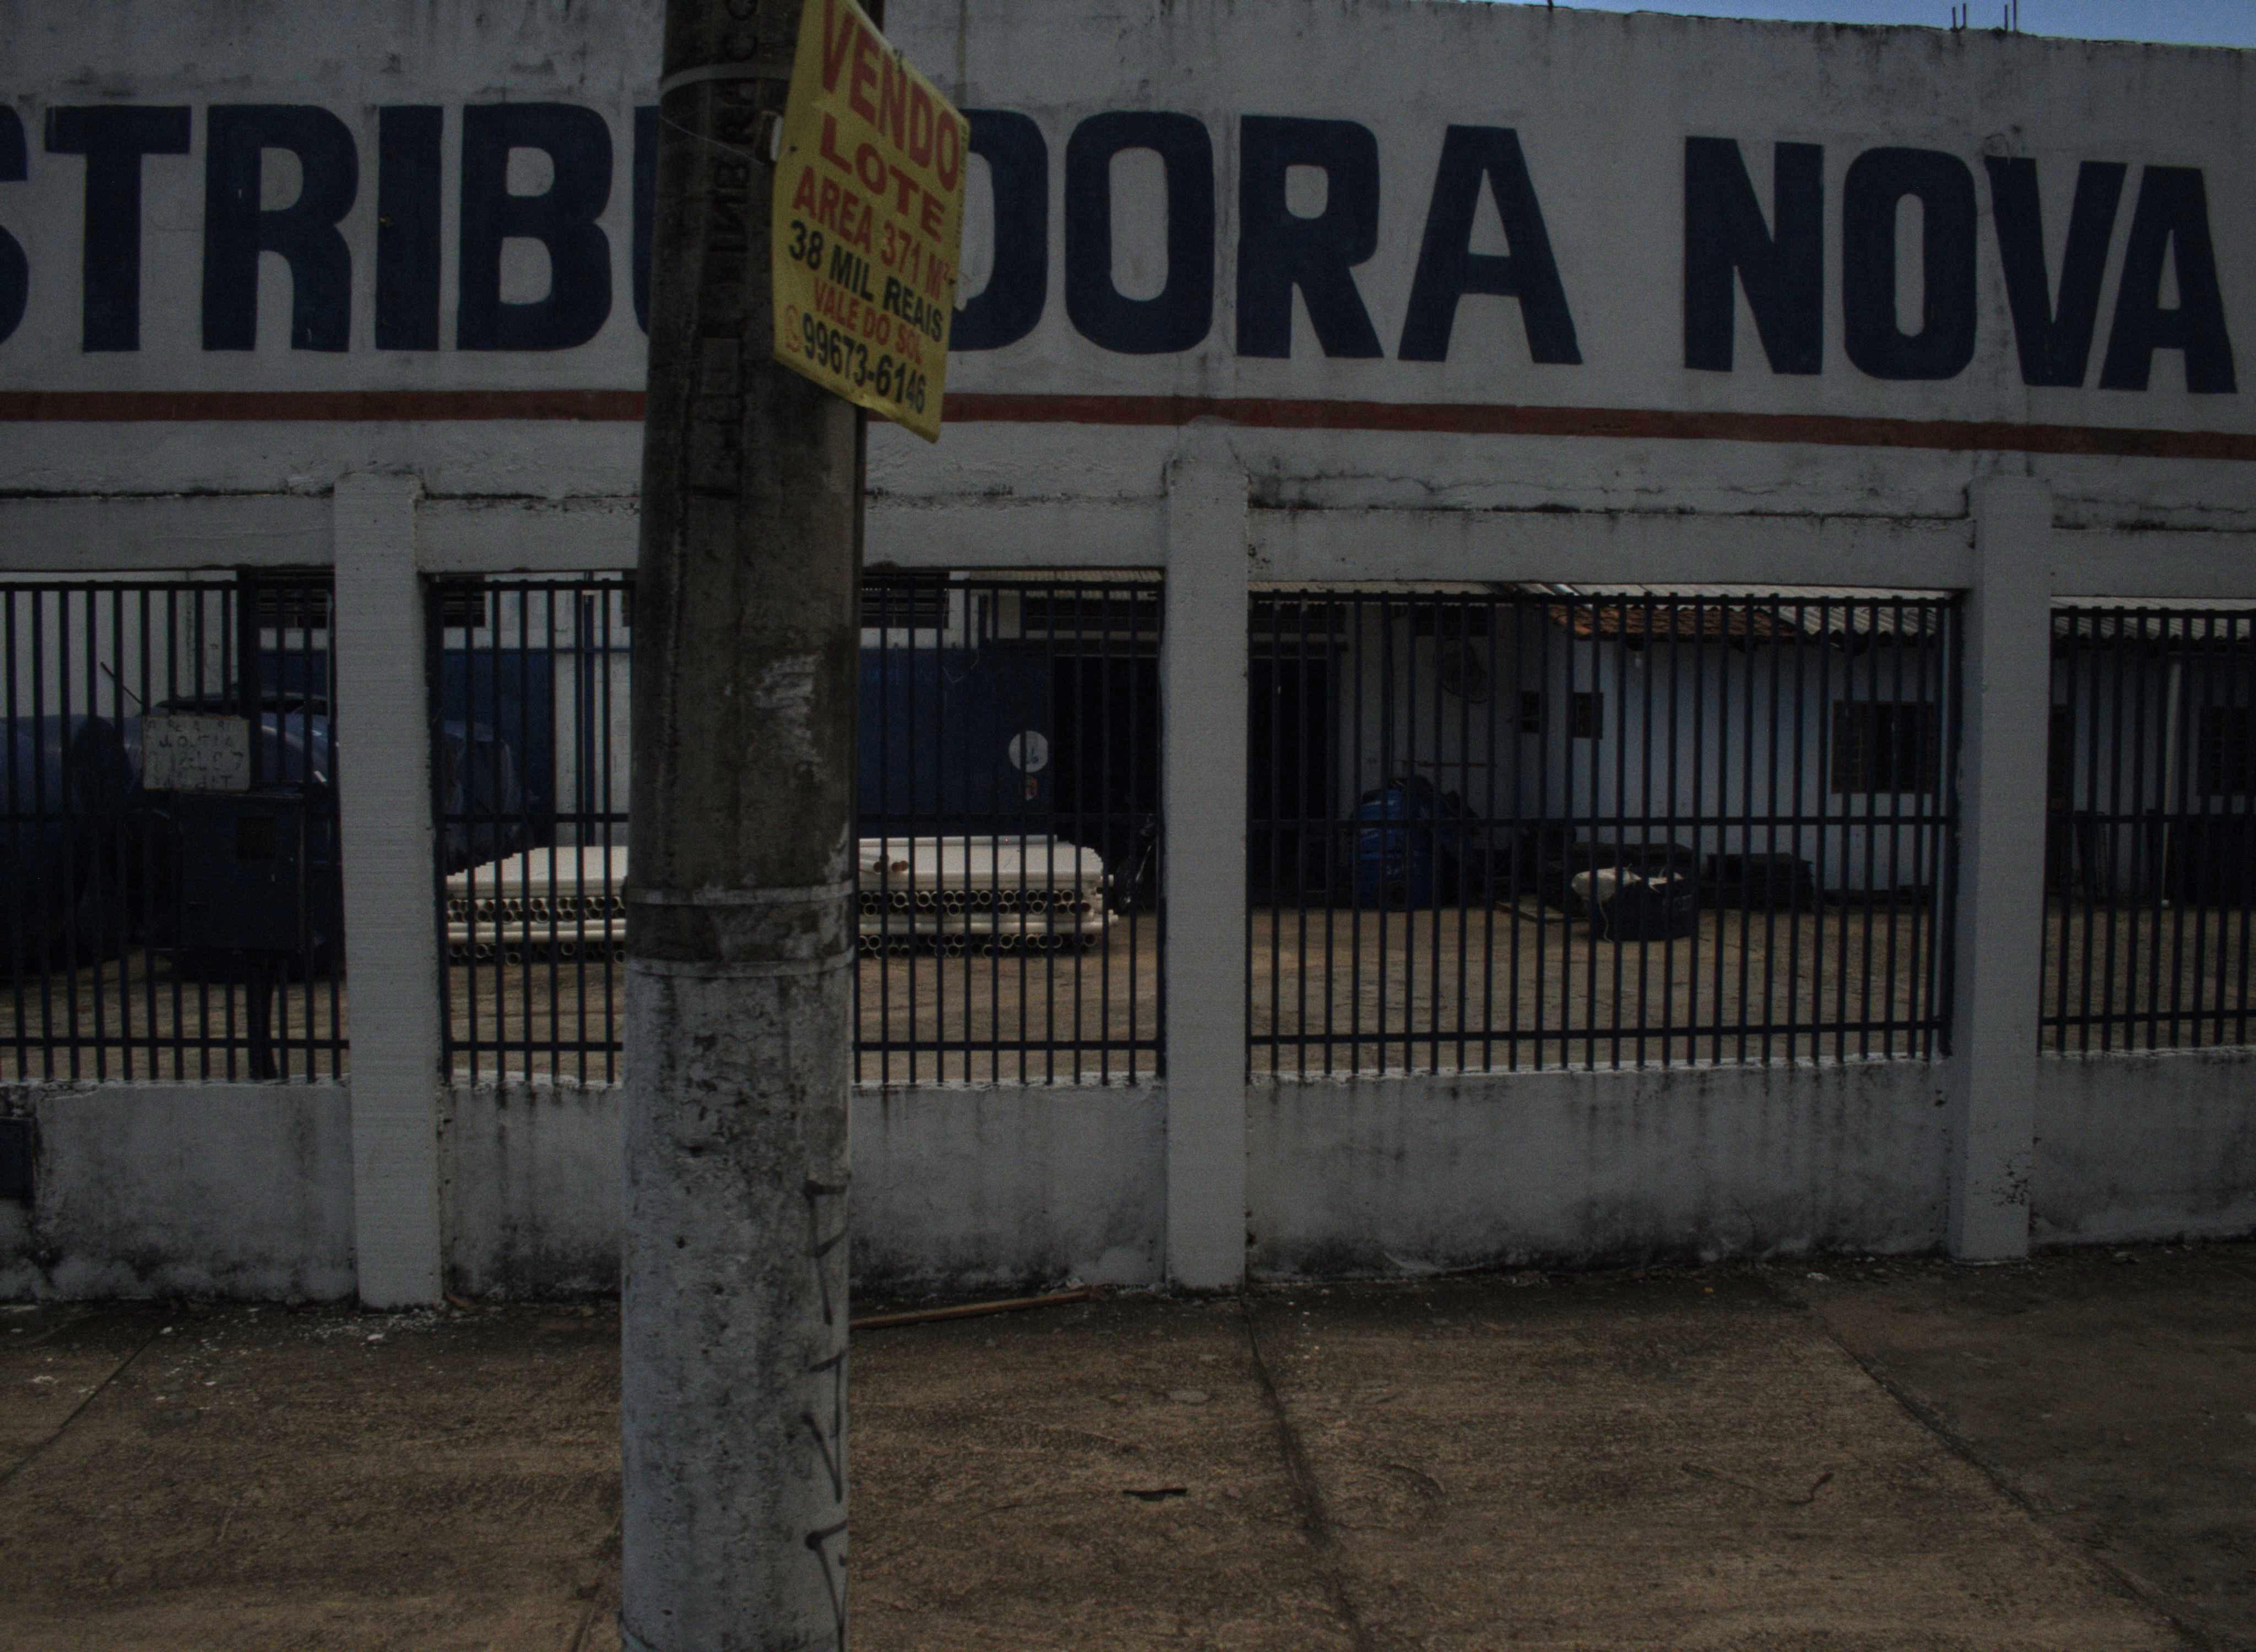 STRIBU DORA NOVA
VENDO
LOTE
AREA 371 M²
38 MIL REAIS
VALE DO SOL
99673-6146